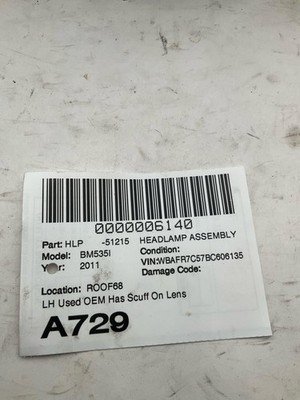 0000006140
Part: HLP -51215 HEADLAMP ASSEMBLY
Model: BM535I Condition:
Year: 2011 VIN:WBAFR7C57BC606135
Damage Code:
Location: ROOF68
LH Used OEM Has Scuff On Lens
A729